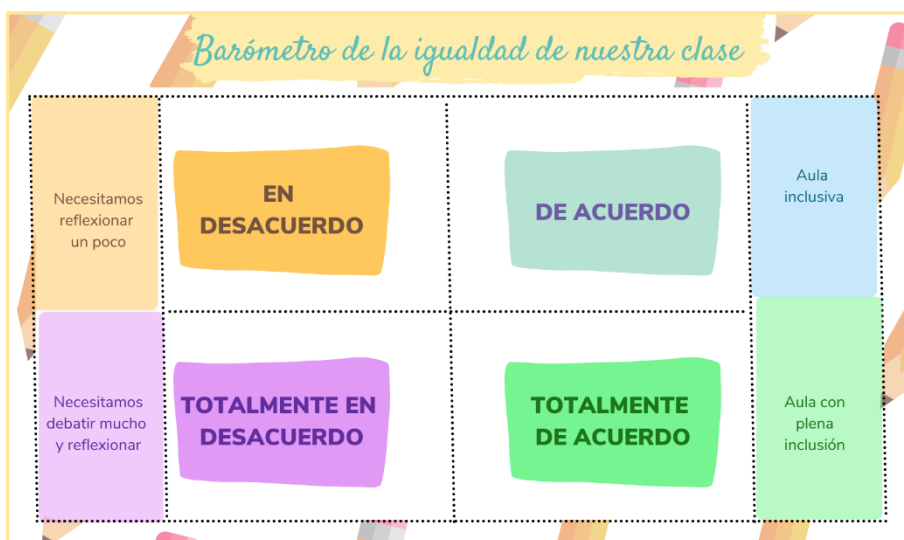 Barómetro de la igualdad de nuestra clase
Necesitamos
reflexionar
un poco
EN
DESACUERDO
DE ACUERDO
Aula
inclusiva
Necesitamos
debatir mucho
y reflexionar
TOTALMENTE EN
DESACUERDO
TOTALMENTE
DE ACUERDO
Aula con
plena
inclusión